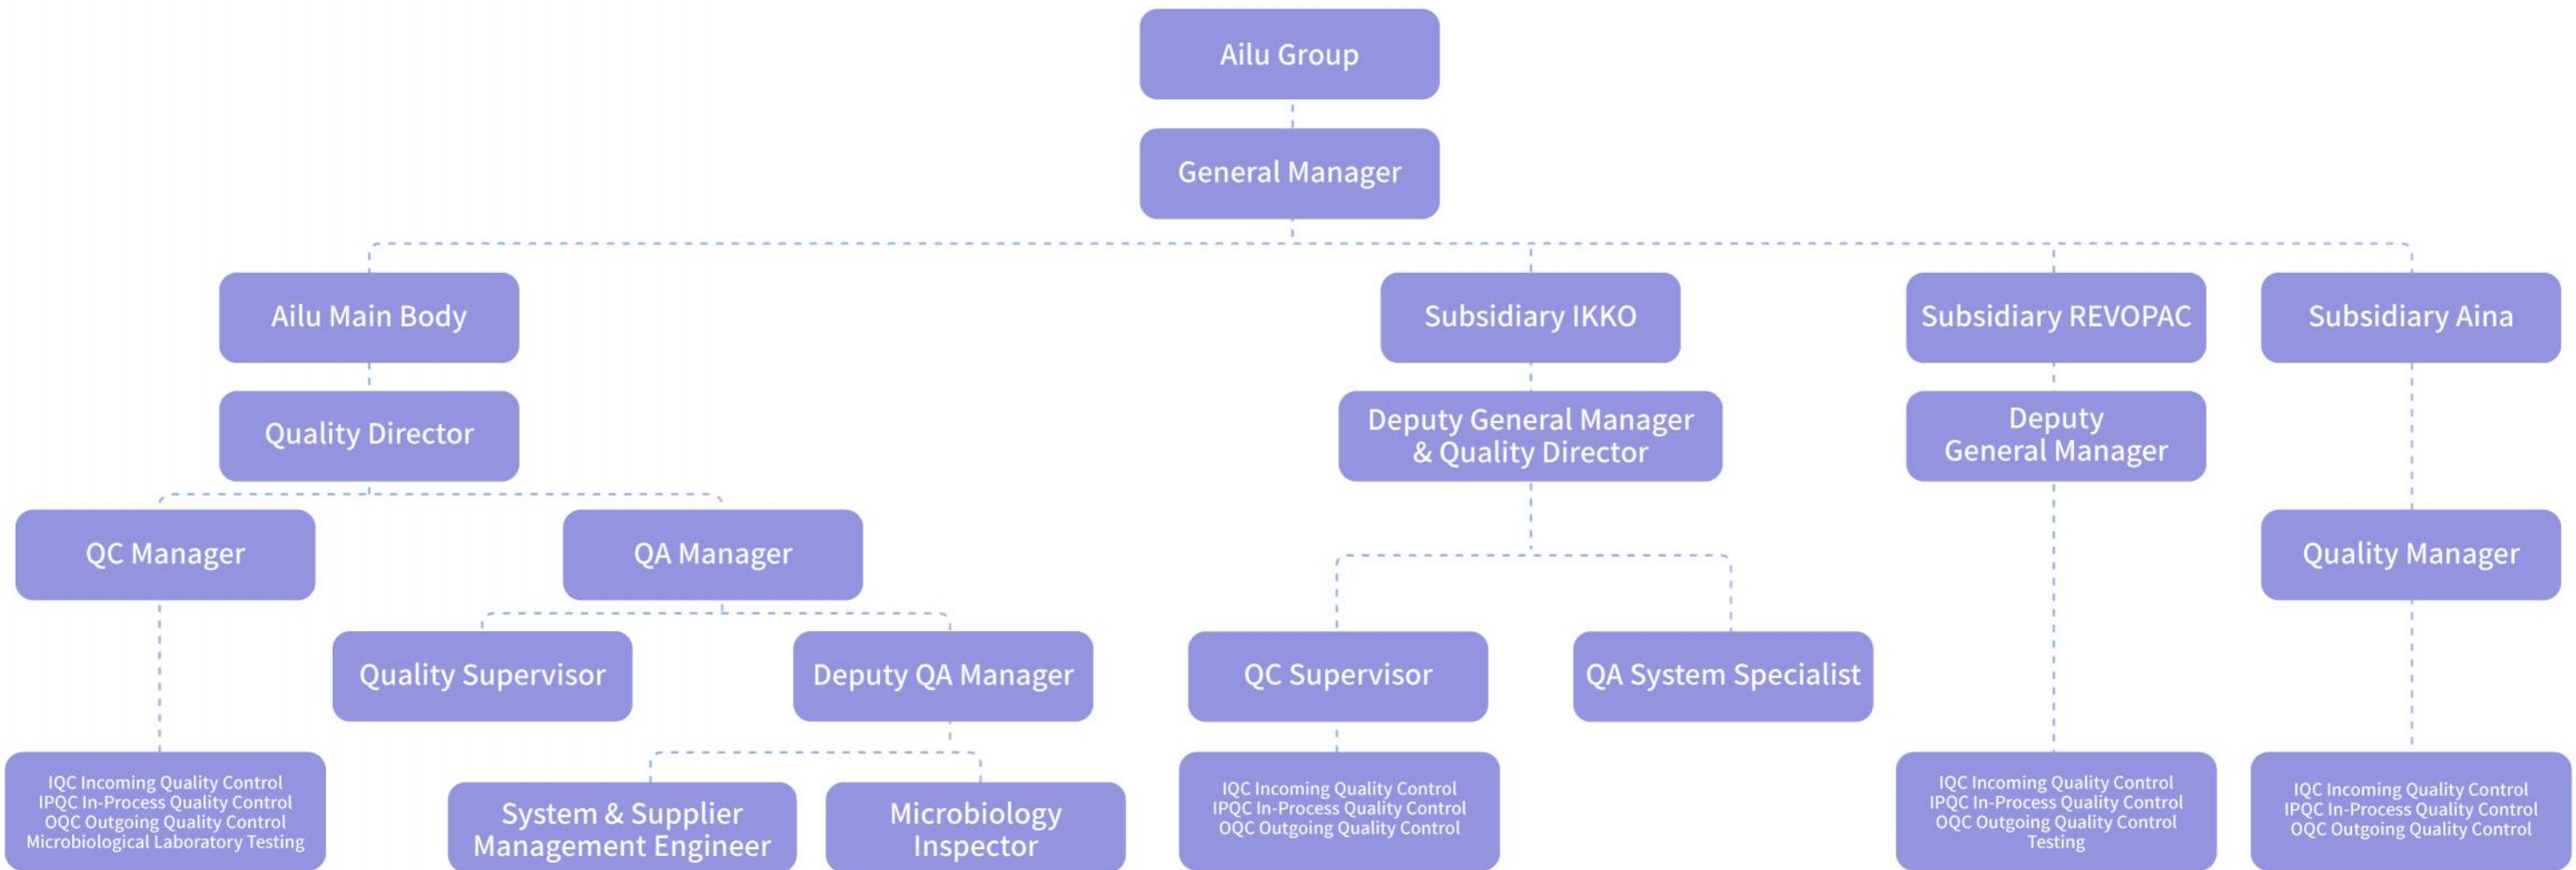 Ailu Group
General Manager
Ailu Main Body
Subsidiary IKKO
Subsidiary REVOPAC
Subsidiary Aina
Quality Director
Deputy General Manager
& Quality Director
Deputy
General Manager
QC Manager
QA Manager
Quality Manager
Quality Supervisor
Deputy QA Manager
QC Supervisor
QA System Specialist
IQC Incoming Quality Control
IPQC In-Process Quality Control
OQC Outgoing Quality Control
Microbiological Laboratory Testing
System & Supplier
Management Engineer
Microbiology
Inspector
IQC Incoming Quality Control
IPQC In-Process Quality Control
OQC Outgoing Quality Control
IQC Incoming Quality Control
IPQC In-Process Quality Control
OQC Outgoing Quality Control
Testing
IQC Incoming Quality Control
IPQC In-Process Quality Control
OQC Outgoing Quality Control